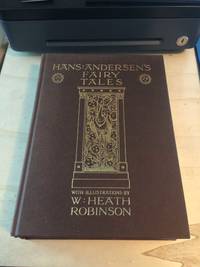 HANS ANDERSEN'S
FAIRY
TALES
WITH ILLUSTRATIONS BY
W. HEATH
ROBINSON